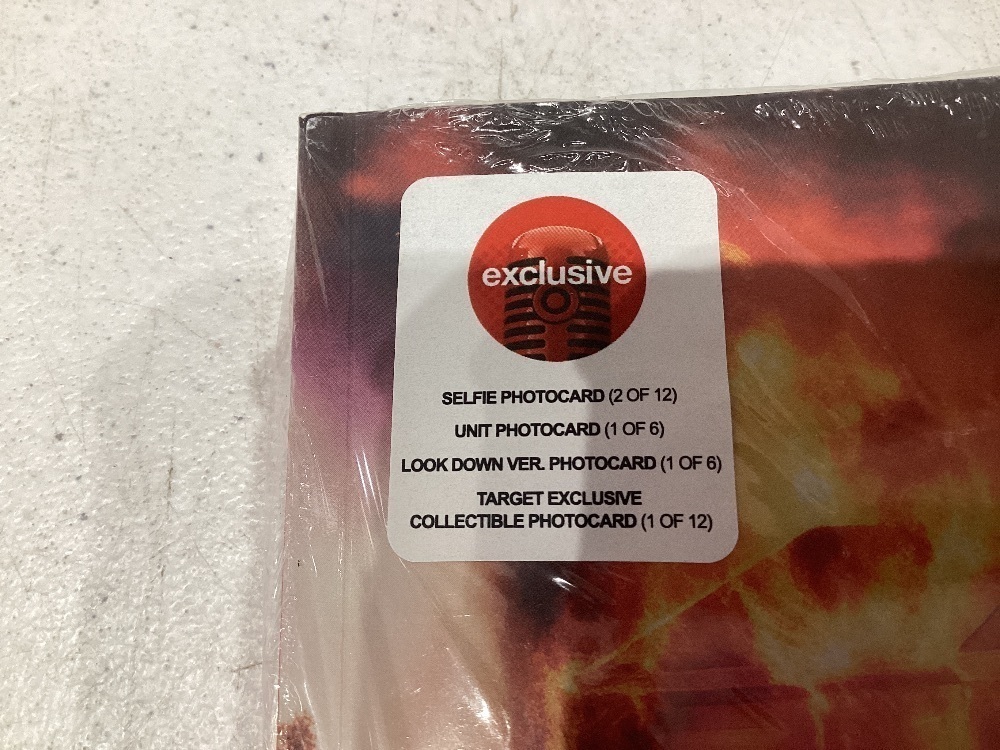 exclusive
SELFIE PHOTOCARD (2 OF 12)
UNIT PHOTOCARD (1 OF 6)
LOOK DOWN VER. PHOTOCARD (1 OF 6)
TARGET EXCLUSIVE
COLLECTIBLE PHOTOCARD (1 OF 12)